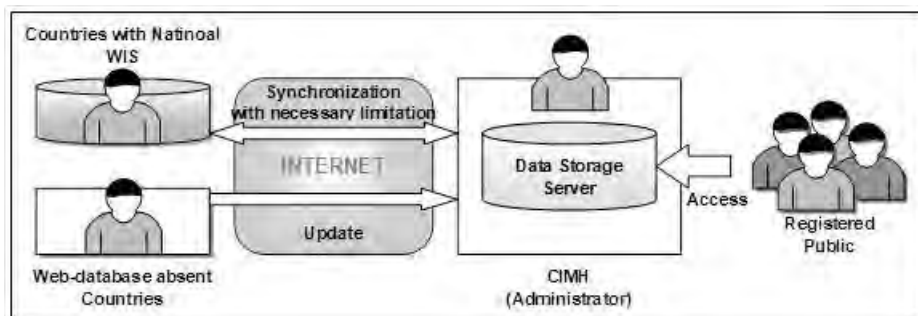 Countries with Natinoal
WIS
Synchronization
with necessary limitation
INTERNET
Update
Web-database absent
Countries
Data Storage
Server
CIMH
(Administrator)
Access
Registered
Public